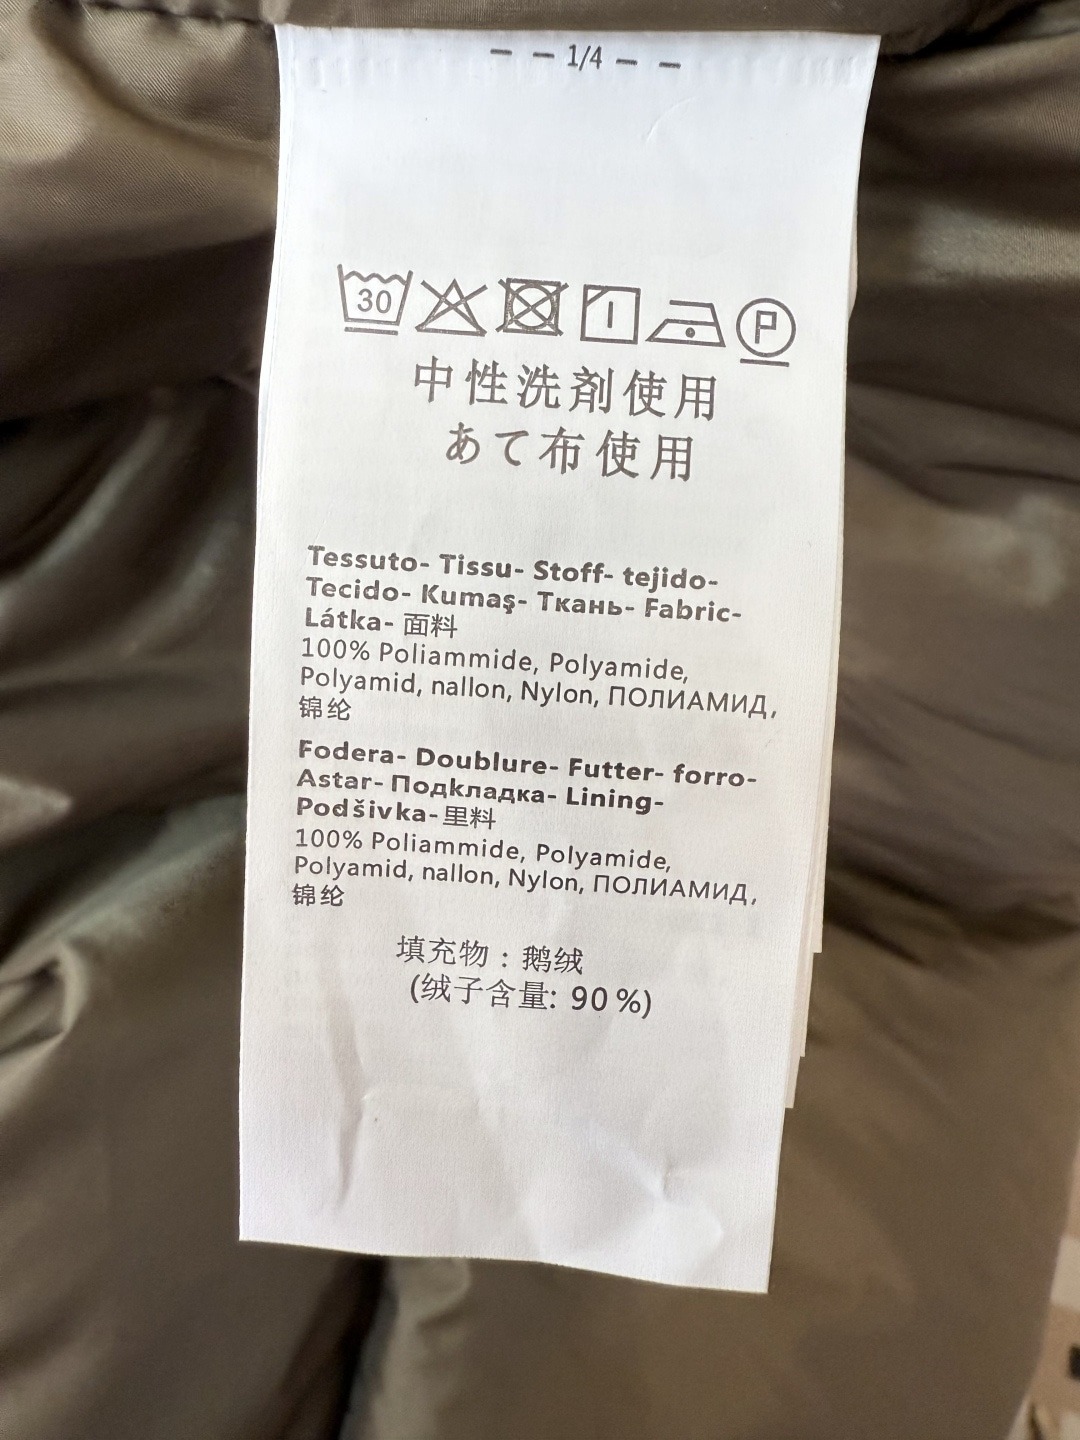 – – 1/4 – –
30 P
中性洗剤使用
あて布使用
Tessuto- Tissu- Stoff- tejido-
Tecido- Kumaş- Ткань- Fabric-
Látka- 面料
100% Poliammide, Polyamide,
Polyamid, nallon, Nylon, ПОЛИАМИД,
锦纶
Fodera- Doublure- Futter- forro-
Astar- Подкладка- Lining-
Podšivka- 里料
100% Poliammide, Polyamide,
Polyamid, nallon, Nylon, ПОЛИАМИД,
锦纶
填充物：鹅绒
(绒子含量: 90 %)